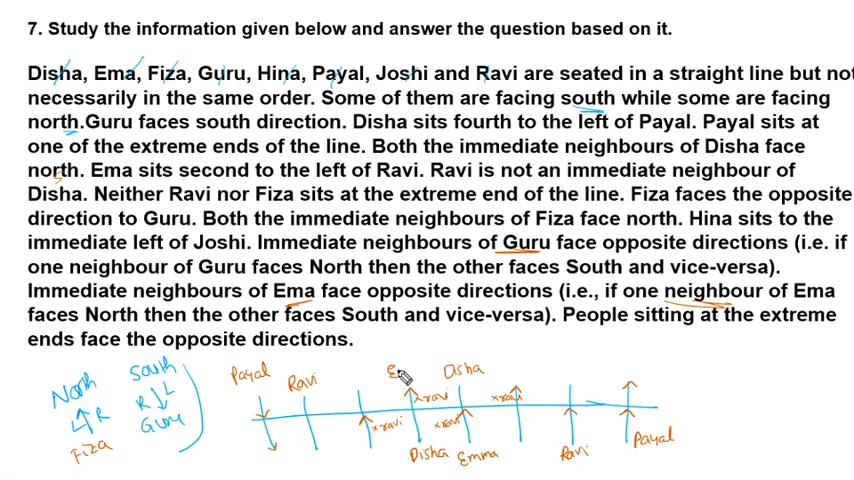 7. Study the information given below and answer the question based on it.
Disha, Ema, Fiza, Guru, Hina, Payal, Joshi and Ravi are seated in a straight line but not
necessarily in the same order. Some of them are facing south while some are facing
north.Guru faces south direction. Disha sits fourth to the left of Payal. Payal sits at
one of the extreme ends of the line. Both the immediate neighbours of Disha face
north. Ema sits second to the left of Ravi. Ravi is not an immediate neighbour of
Disha. Neither Ravi nor Fiza sits at the extreme end of the line. Fiza faces the opposite
direction to Guru. Both the immediate neighbours of Fiza face north. Hina sits to the
immediate left of Joshi. Immediate neighbours of Guru face opposite directions (i.e. if
one neighbour of Guru faces North then the other faces South and vice-versa).
Immediate neighbours of Ema face opposite directions (i.e., if one neighbour of Ema
faces North then the other faces South and vice-versa). People sitting at the extreme
ends face the opposite directions.
North South Payal Ravi E Disha
L R R L xravi xravi
Fiza Guru xravi xravi
Disha Emma Ravi Payal